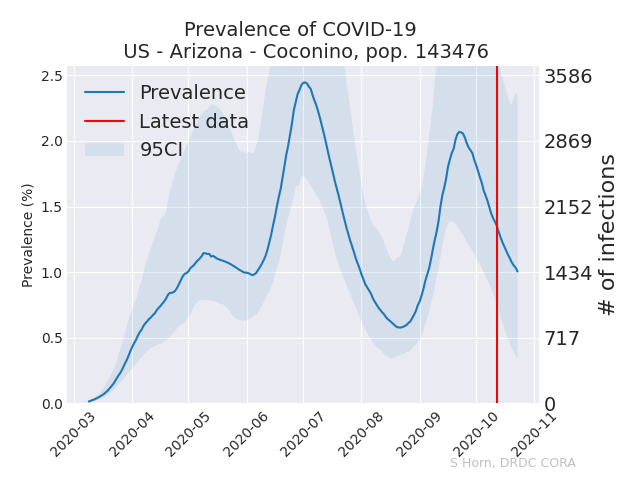 Prevalence of COVID-19
US - Arizona - Coconino, pop. 143476
Prevalence
Latest data
95CI
Prevalence (%)
2.5
2.0
1.5
1.0
0.5
0.0
3586
2869
2152
1434
717
0
# of infections
2020-03
2020-04
2020-05
2020-06
2020-07
2020-08
2020-09
2020-10
2020-11
S Horn, DRDC CORA